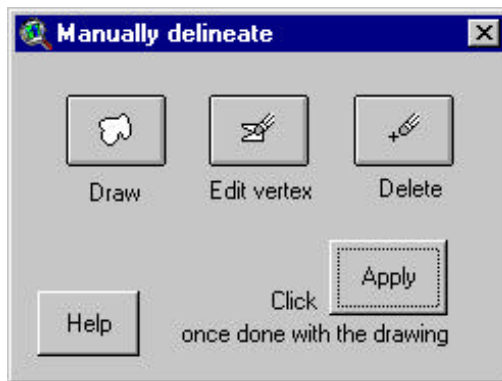 Manually delineate
Draw
Edit vertex
Delete
Click Apply
once done with the drawing
Help